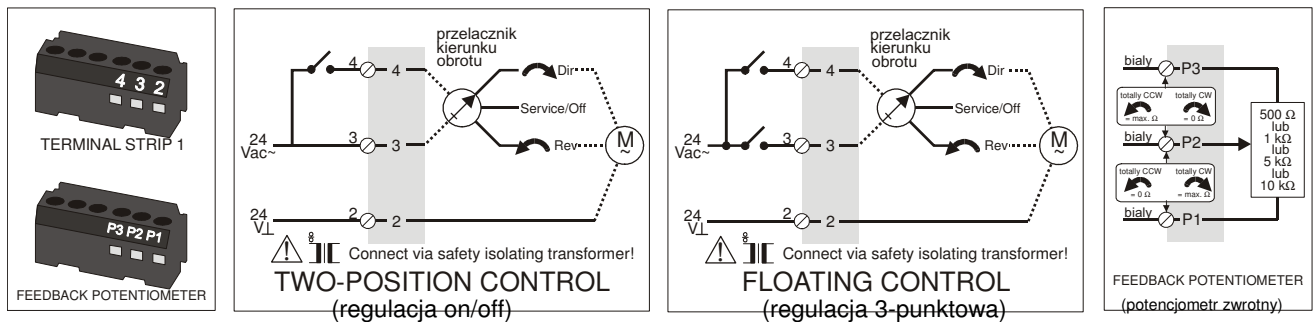 4 3 2
TERMINAL STRIP 1
P3 P2 P1
FEEDBACK POTENTIOMETER
przelacznik
kierunku
obrotu
4 4
Dir
Service/Off
24
Vac~
3 3
Rev
M
~
24
V⊥
2 2
Connect via safety isolating transformer!
TWO-POSITION CONTROL
(regulacja on/off)
przelacznik
kierunku
obrotu
4 4
Dir
Service/Off
24
Vac~
3 3
Rev
M
~
24
V⊥
2 2
Connect via safety isolating transformer!
FLOATING CONTROL
(regulacja 3-punktowa)
bialy P3
totally CCW totally CW
= max. Ω = 0 Ω
bialy P2
totally CCW totally CW
= 0 Ω = max. Ω
bialy P1
500 Ω
lub
1 kΩ
lub
5 kΩ
lub
10 kΩ
FEEDBACK POTENTIOMETER
(potencjometr zwrotny)